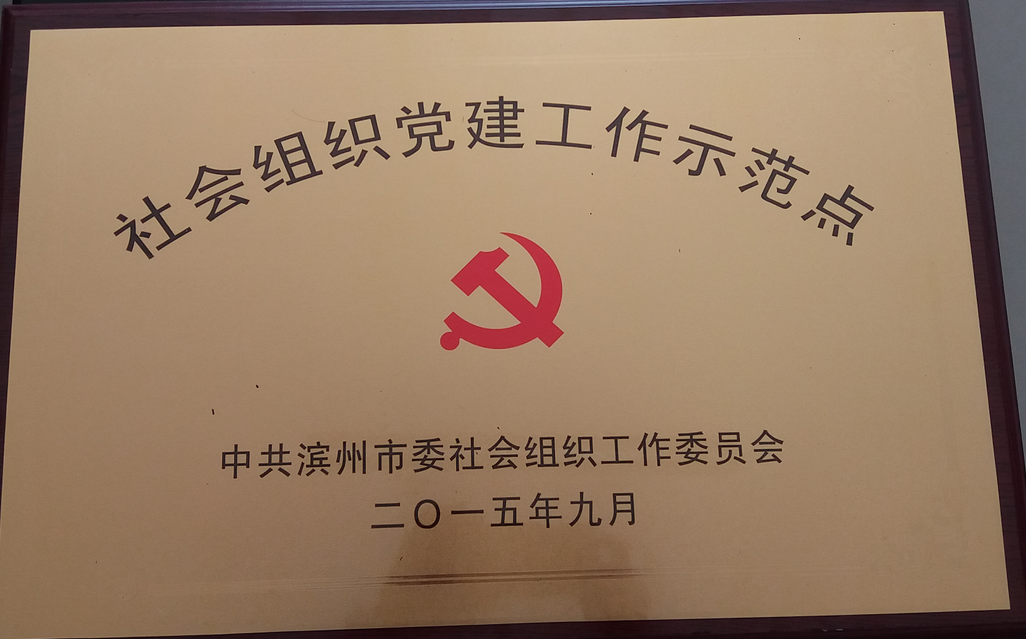 社会组织党建工作示范点
中共滨州市委社会组织工作委员会
二〇一五年九月